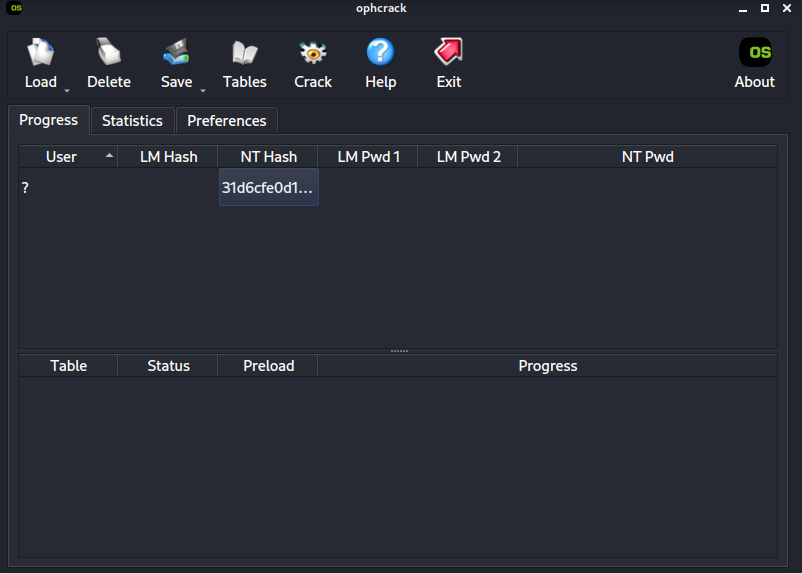 OS
ophcrack
Load
Delete
Save
Tables
Crack
Help
Exit
OS
About
Progress
Statistics
Preferences
User
LM Hash
NT Hash
LM Pwd 1
LM Pwd 2
NT Pwd
?
31d6cfe0d1...
Table
Status
Preload
Progress